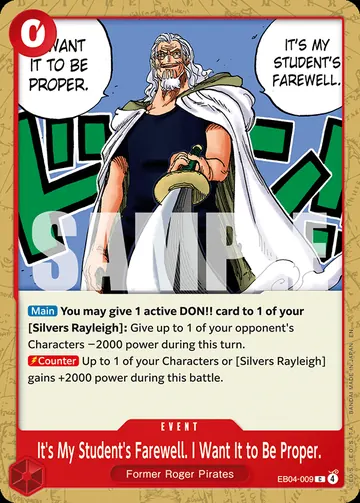 0
I WANT
IT TO BE
PROPER.
IT'S MY
STUDENT'S
FAREWELL.
SAMPLE
Main You may give 1 active DON!! card to 1 of your
[Silvers Rayleigh]: Give up to 1 of your opponent's
Characters −2000 power during this turn.
Counter Up to 1 of your Characters or [Silvers Rayleigh]
gains +2000 power during this battle.
EVENT
It's My Student's Farewell. I Want It to Be Proper.
Former Roger Pirates
EB04-009 C 4